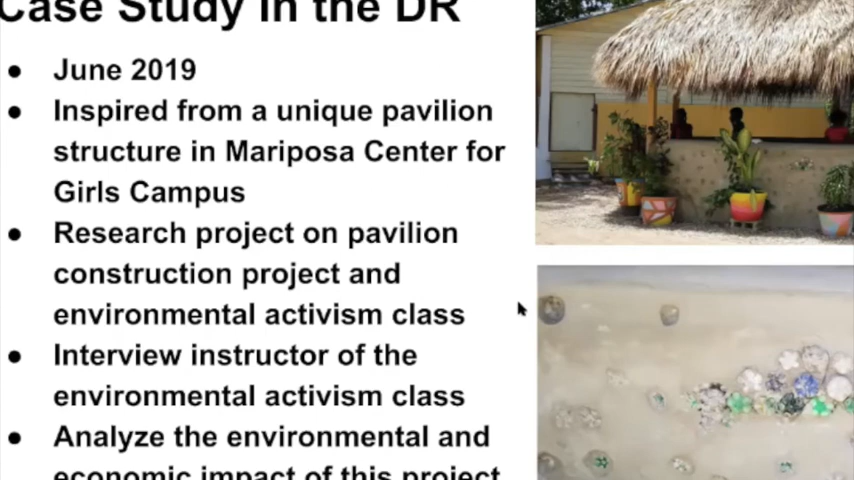 Case Study in the DR
June 2019
Inspired from a unique pavilion
structure in Mariposa Center for
Girls Campus
Research project on pavilion
construction project and
environmental activism class
Interview instructor of the
environmental activism class
Analyze the environmental and
economic impact of this project